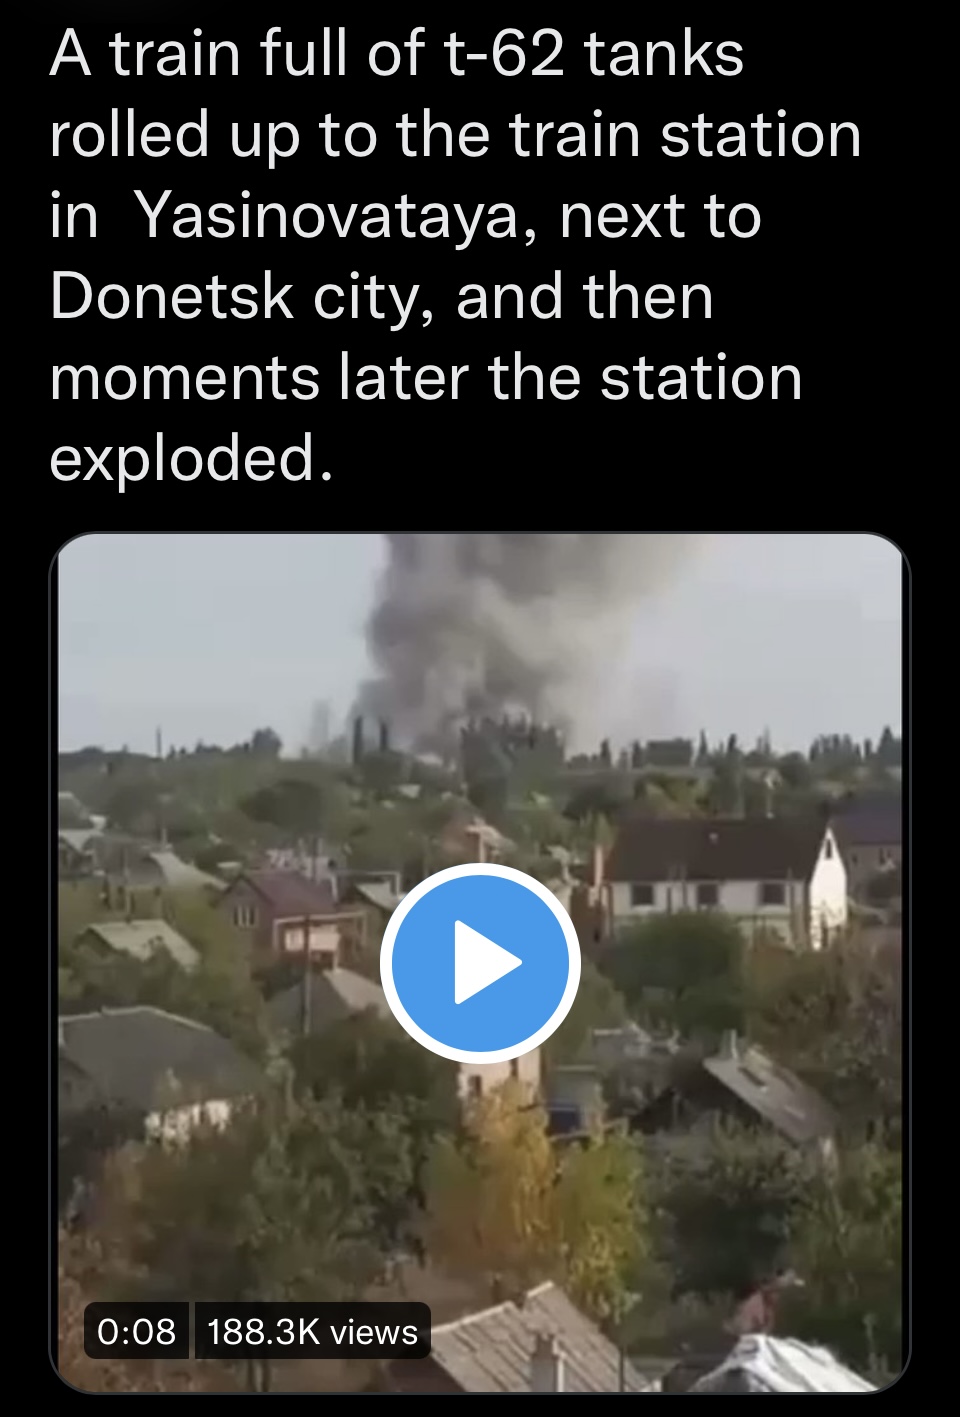 A train full of t-62 tanks
rolled up to the train station
in  Yasinovataya, next to
Donetsk city, and then
moments later the station
exploded.
0:08 188.3K views